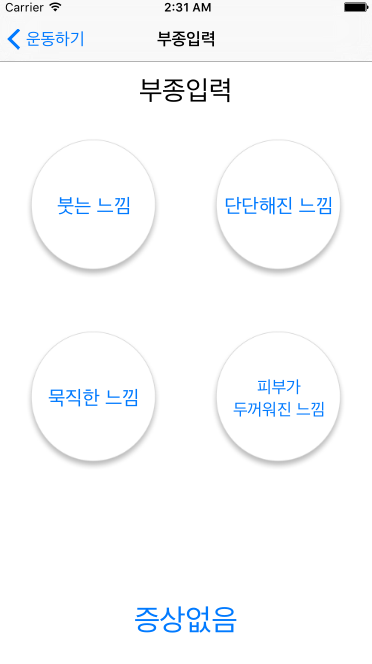 Carrier 2:31 AM
운동하기 부종입력
부종입력
붓는 느낌 단단해진 느낌
묵직한 느낌
피부가
두꺼워진 느낌
증상없음